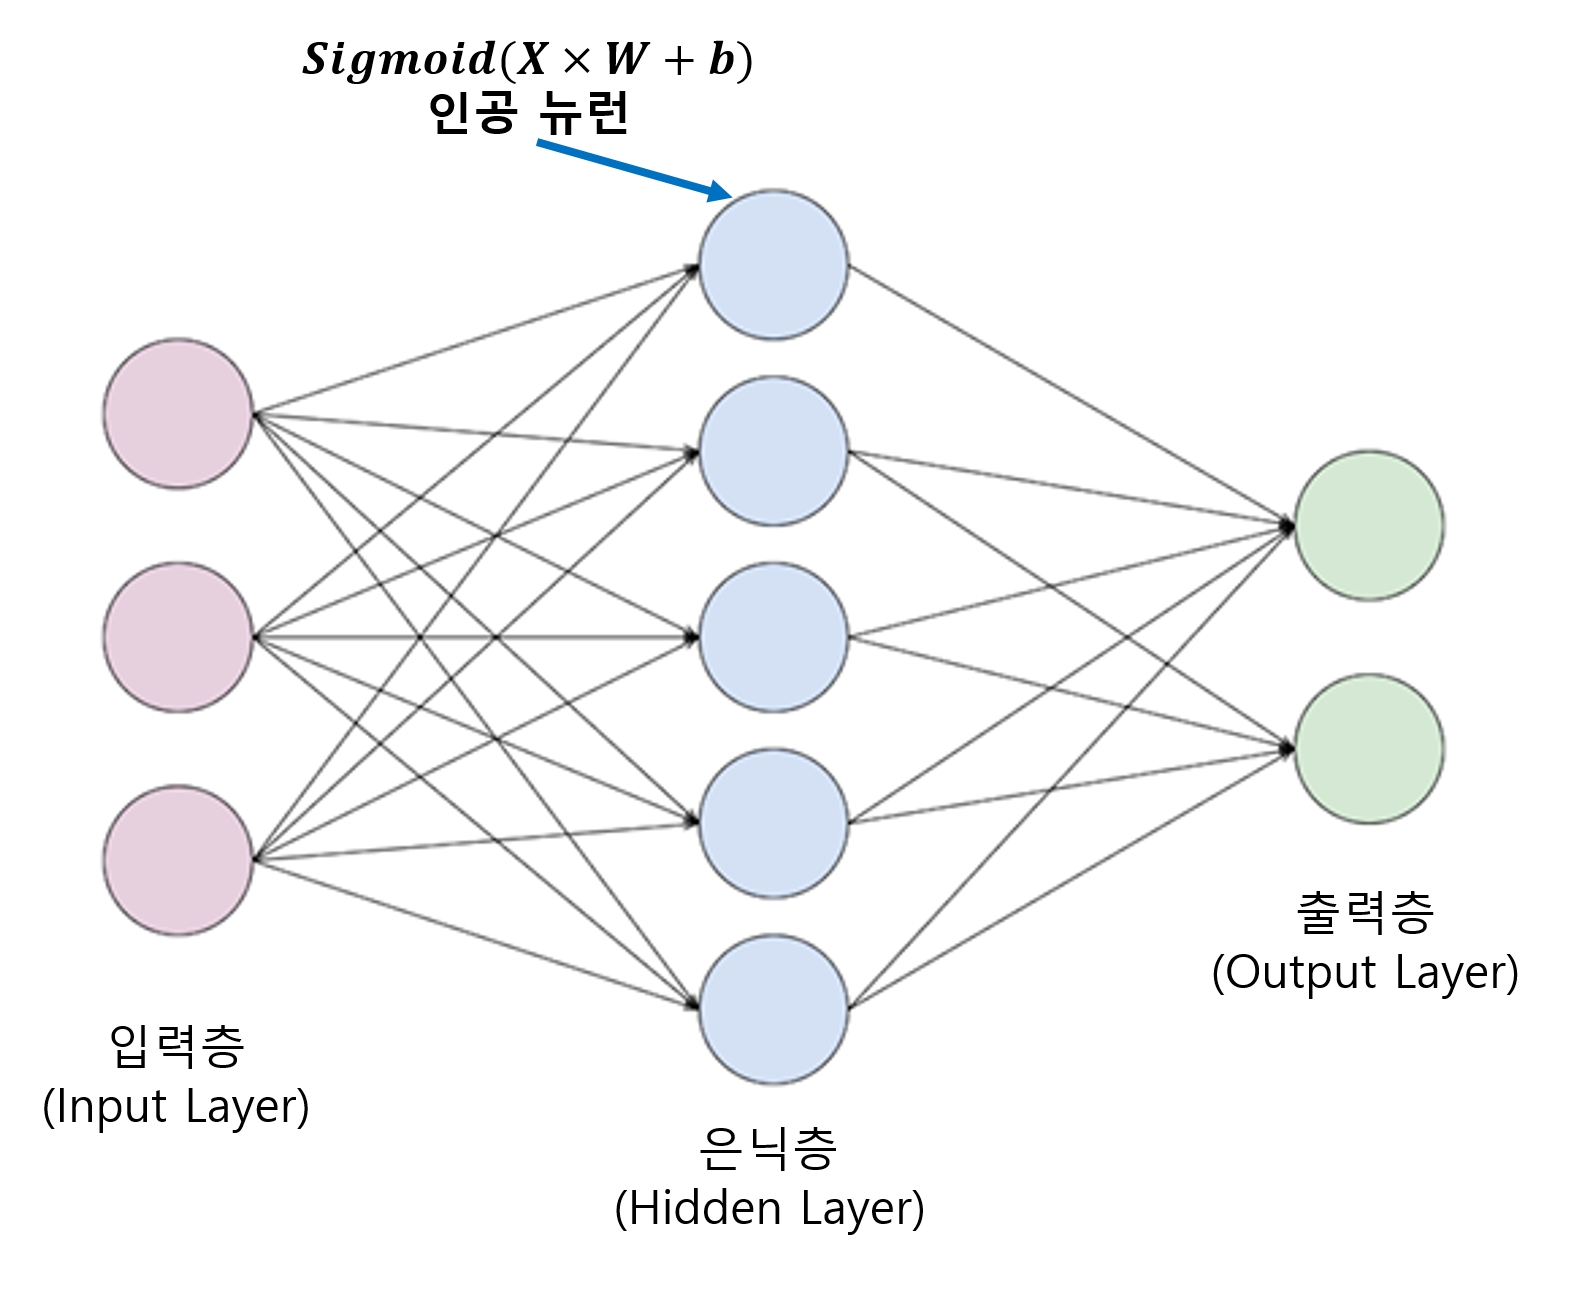 Sigmoid(X × W + b)
인공 뉴런
출력층
(Output Layer)
입력층
(Input Layer)
은닉층
(Hidden Layer)